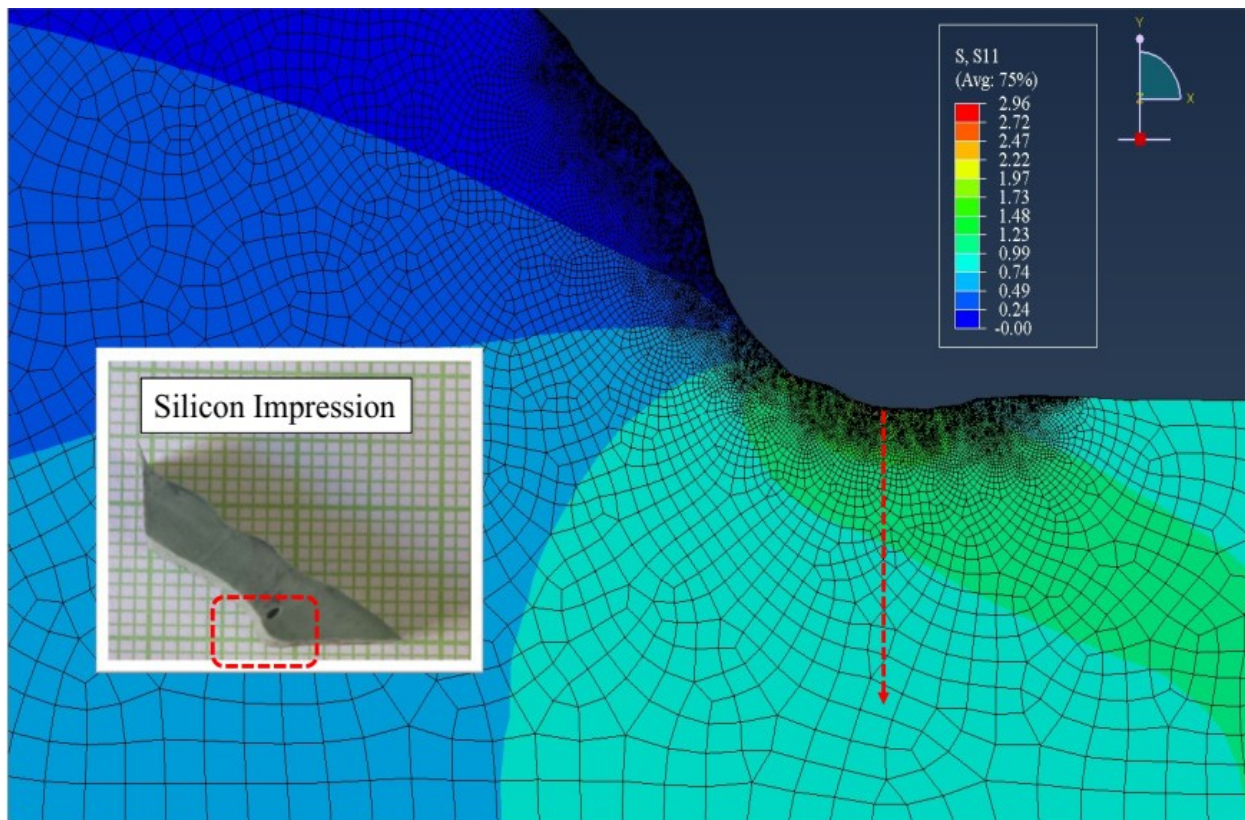 S, S11
(Avg: 75%)
2.96
2.72
2.47
2.22
1.97
1.73
1.48
1.23
0.99
0.74
0.49
0.24
-0.00
Y
Z
X
Silicon Impression